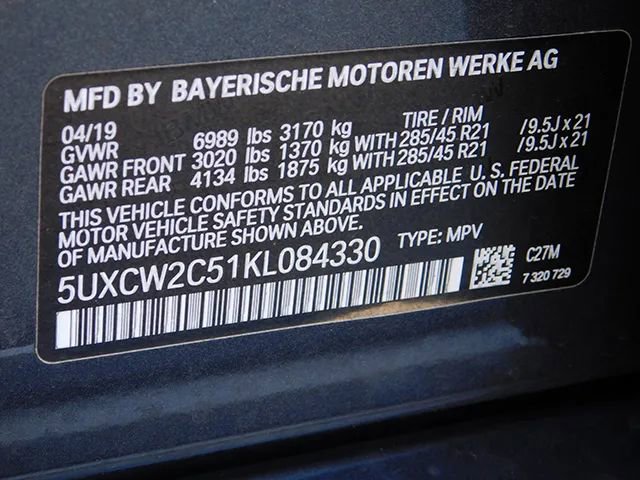 MFD BY BAYERISCHE MOTOREN WERKE AG
04/19 TIRE / RIM
GVWR 6989 lbs 3170 kg
GAWR FRONT 3020 lbs 1370 kg WITH 285/45 R21 /9.5J x 21
GAWR REAR 4134 lbs 1875 kg WITH 285/45 R21 /9.5J x 21
THIS VEHICLE CONFORMS TO ALL APPLICABLE U. S. FEDERAL
MOTOR VEHICLE SAFETY STANDARDS IN EFFECT ON THE DATE
OF MANUFACTURE SHOWN ABOVE.
5UXCW2C51KL084330 TYPE: MPV C27M
7 320 729